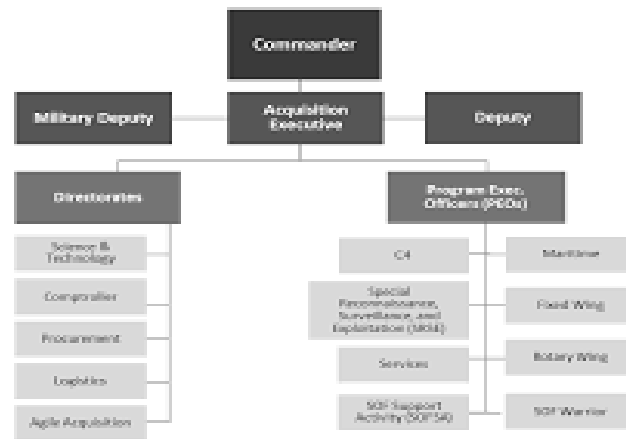 Commander
Military Deputy
Acquisition
Executive
Deputy
Directorates
Program Exec.
Officers (PEOs)
Science &
Technology
Comptroller
Procurement
Logistics
Agile Acquisition
C4
Special
Reconnaissance,
Surveillance, and
Exploitation (SRSE)
Services
SOF Support
Activity (SOFSA)
Maritime
Fixed Wing
Rotary Wing
SOF Warrior